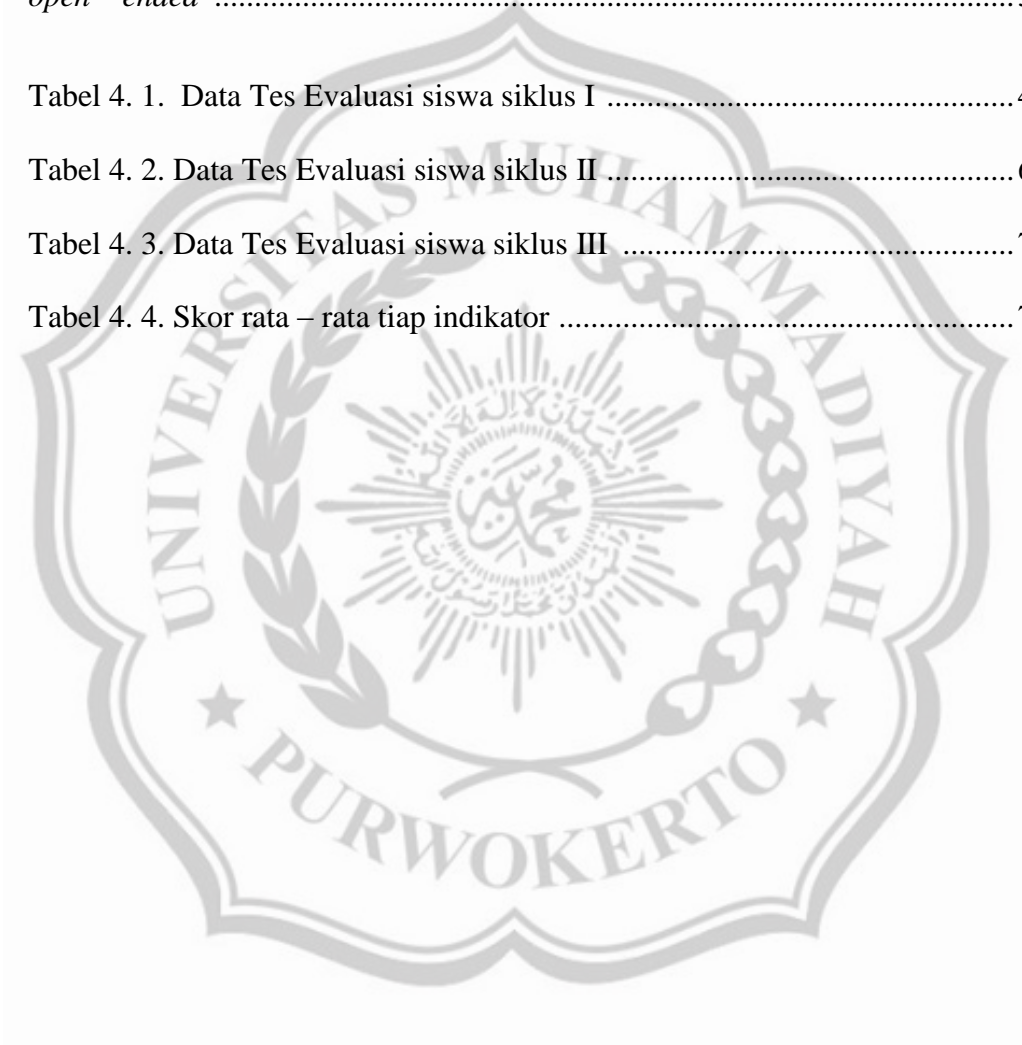 open – ended
Tabel 4. 1. Data Tes Evaluasi siswa siklus I
Tabel 4. 2. Data Tes Evaluasi siswa siklus II
Tabel 4. 3. Data Tes Evaluasi siswa siklus III
Tabel 4. 4. Skor rata – rata tiap indikator
UNIVERSITAS MUHAMMADIYAH
PURWOKERTO